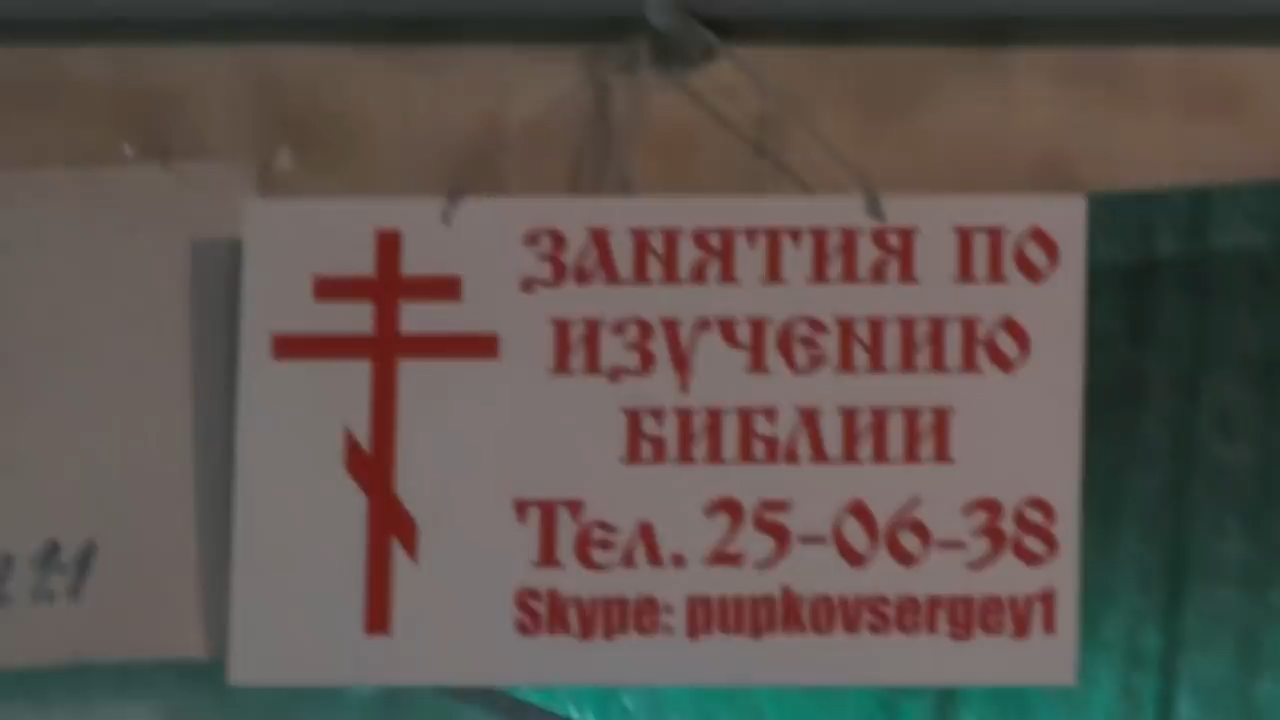 ЗАНЯТИЯ ПО
ИЗУЧЕНИЮ
БИБЛИИ
Тел. 25-06-38
Skype: pupkovsergey1